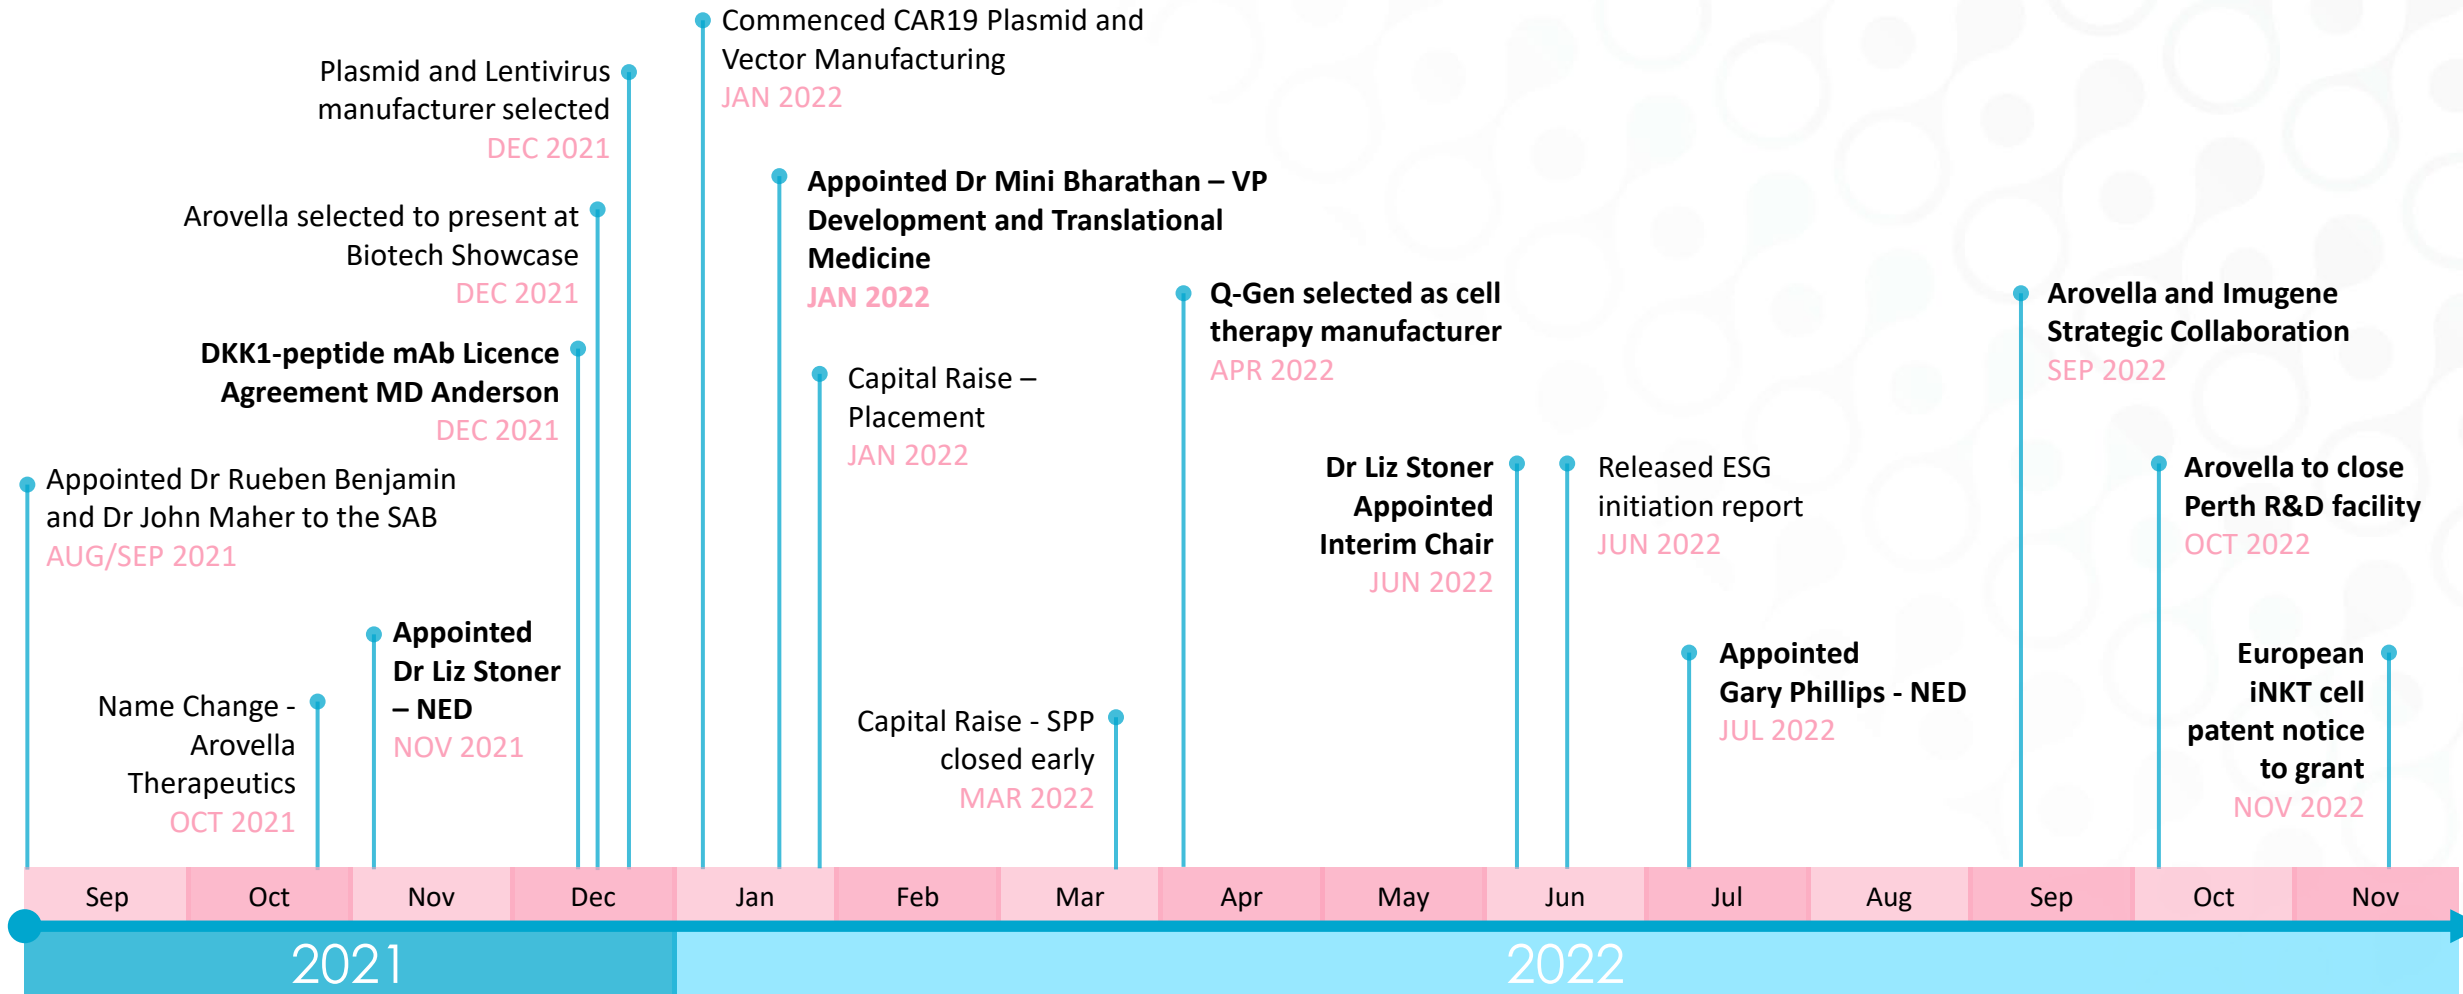 Commenced CAR19 Plasmid and
Vector Manufacturing
JAN 2022
Plasmid and Lentivirus
manufacturer selected
DEC 2021
Appointed Dr Mini Bharathan – VP
Development and Translational
Medicine
JAN 2022
Arovella selected to present at
Biotech Showcase
DEC 2021
Q-Gen selected as cell
therapy manufacturer
APR 2022
Arovella and Imugene
Strategic Collaboration
SEP 2022
DKK1-peptide mAb Licence
Agreement MD Anderson
DEC 2021
Capital Raise –
Placement
JAN 2022
Appointed Dr Rueben Benjamin
and Dr John Maher to the SAB
AUG/SEP 2021
Dr Liz Stoner
Appointed
Interim Chair
JUN 2022
Released ESG
initiation report
JUN 2022
Arovella to close
Perth R&D facility
OCT 2022
Appointed
Dr Liz Stoner
– NED
NOV 2021
Name Change -
Arovella
Therapeutics
OCT 2021
Capital Raise - SPP
closed early
MAR 2022
Appointed
Gary Phillips - NED
JUL 2022
European
iNKT cell
patent notice
to grant
NOV 2022
Sep Oct Nov Dec Jan Feb Mar Apr May Jun Jul Aug Sep Oct Nov
2021 2022